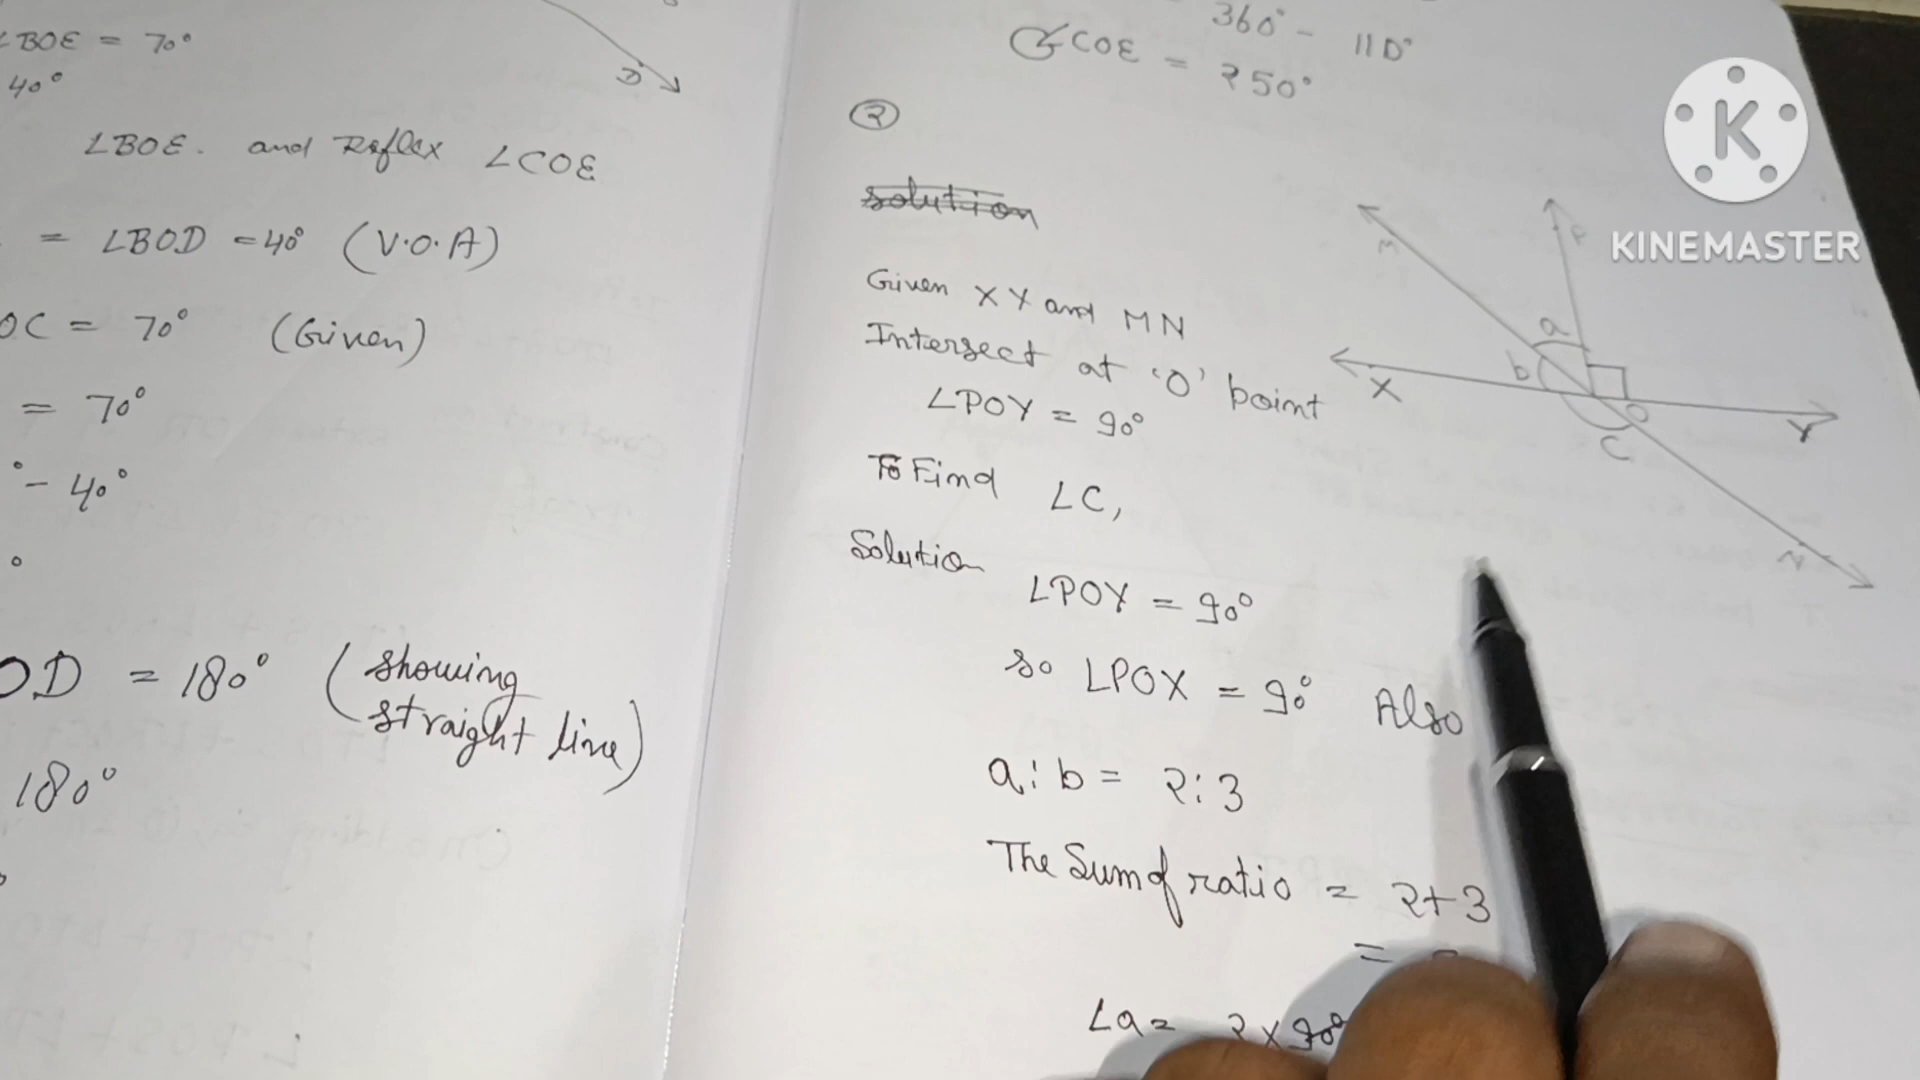 ∠BOE = 70°
40°
∠BOE. and Reflex ∠COE
= ∠BOD = 40° (V.O.A)
OC = 70° (Given)
= 70°
° - 40°
°
OD = 180° (showing
straight line)
180°
D
360° - 110°
COE = 250°
②
solution
Given XY and MN
Intersect at 'O' point
∠POY = 90°
To Find ∠C,
Solution
∠POY = 90°
so ∠POX = 90° Also
a:b = 2:3
The Sum of ratio = 2+3
=
∠a = 2×90°
M
P
a
b
X
O
Y
C
N
K
KINEMASTER